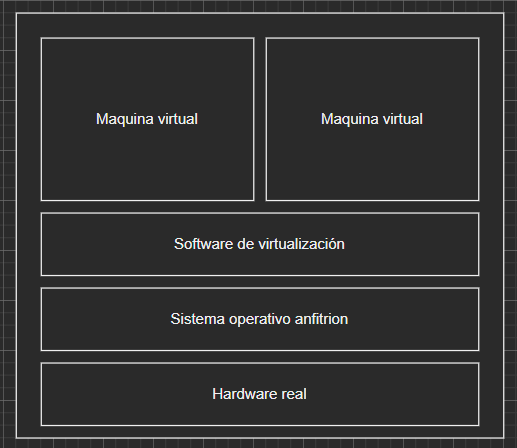 Maquina virtual
Maquina virtual
Software de virtualización
Sistema operativo anfitrion
Hardware real